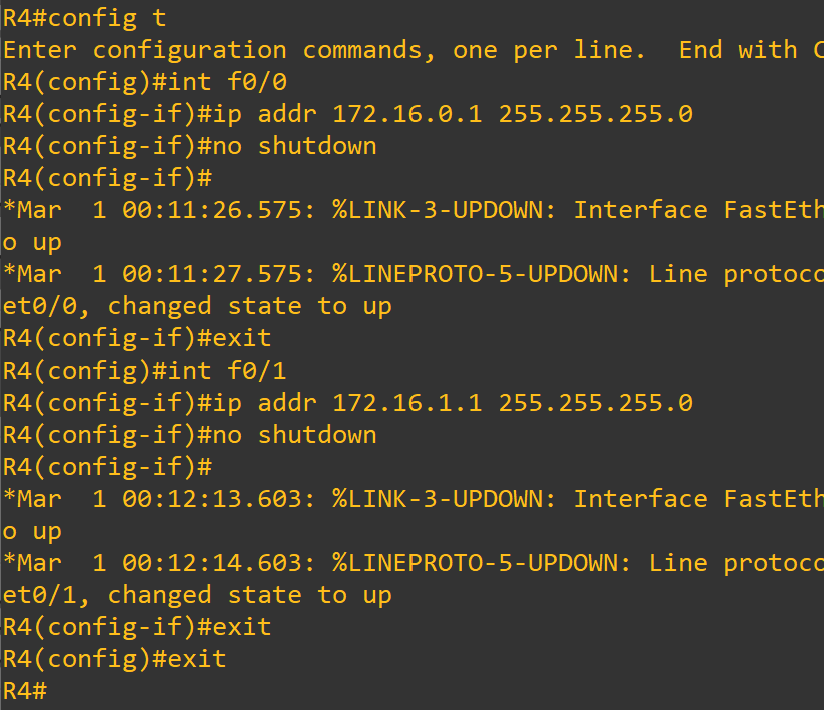 R4#config t
Enter configuration commands, one per line.  End with C
R4(config)#int f0/0
R4(config-if)#ip addr 172.16.0.1 255.255.255.0
R4(config-if)#no shutdown
R4(config-if)#
*Mar  1 00:11:26.575: %LINK-3-UPDOWN: Interface FastEth
o up
*Mar  1 00:11:27.575: %LINEPROTO-5-UPDOWN: Line protoco
et0/0, changed state to up
R4(config-if)#exit
R4(config)#int f0/1
R4(config-if)#ip addr 172.16.1.1 255.255.255.0
R4(config-if)#no shutdown
R4(config-if)#
*Mar  1 00:12:13.603: %LINK-3-UPDOWN: Interface FastEth
o up
*Mar  1 00:12:14.603: %LINEPROTO-5-UPDOWN: Line protoco
et0/1, changed state to up
R4(config-if)#exit
R4(config)#exit
R4#